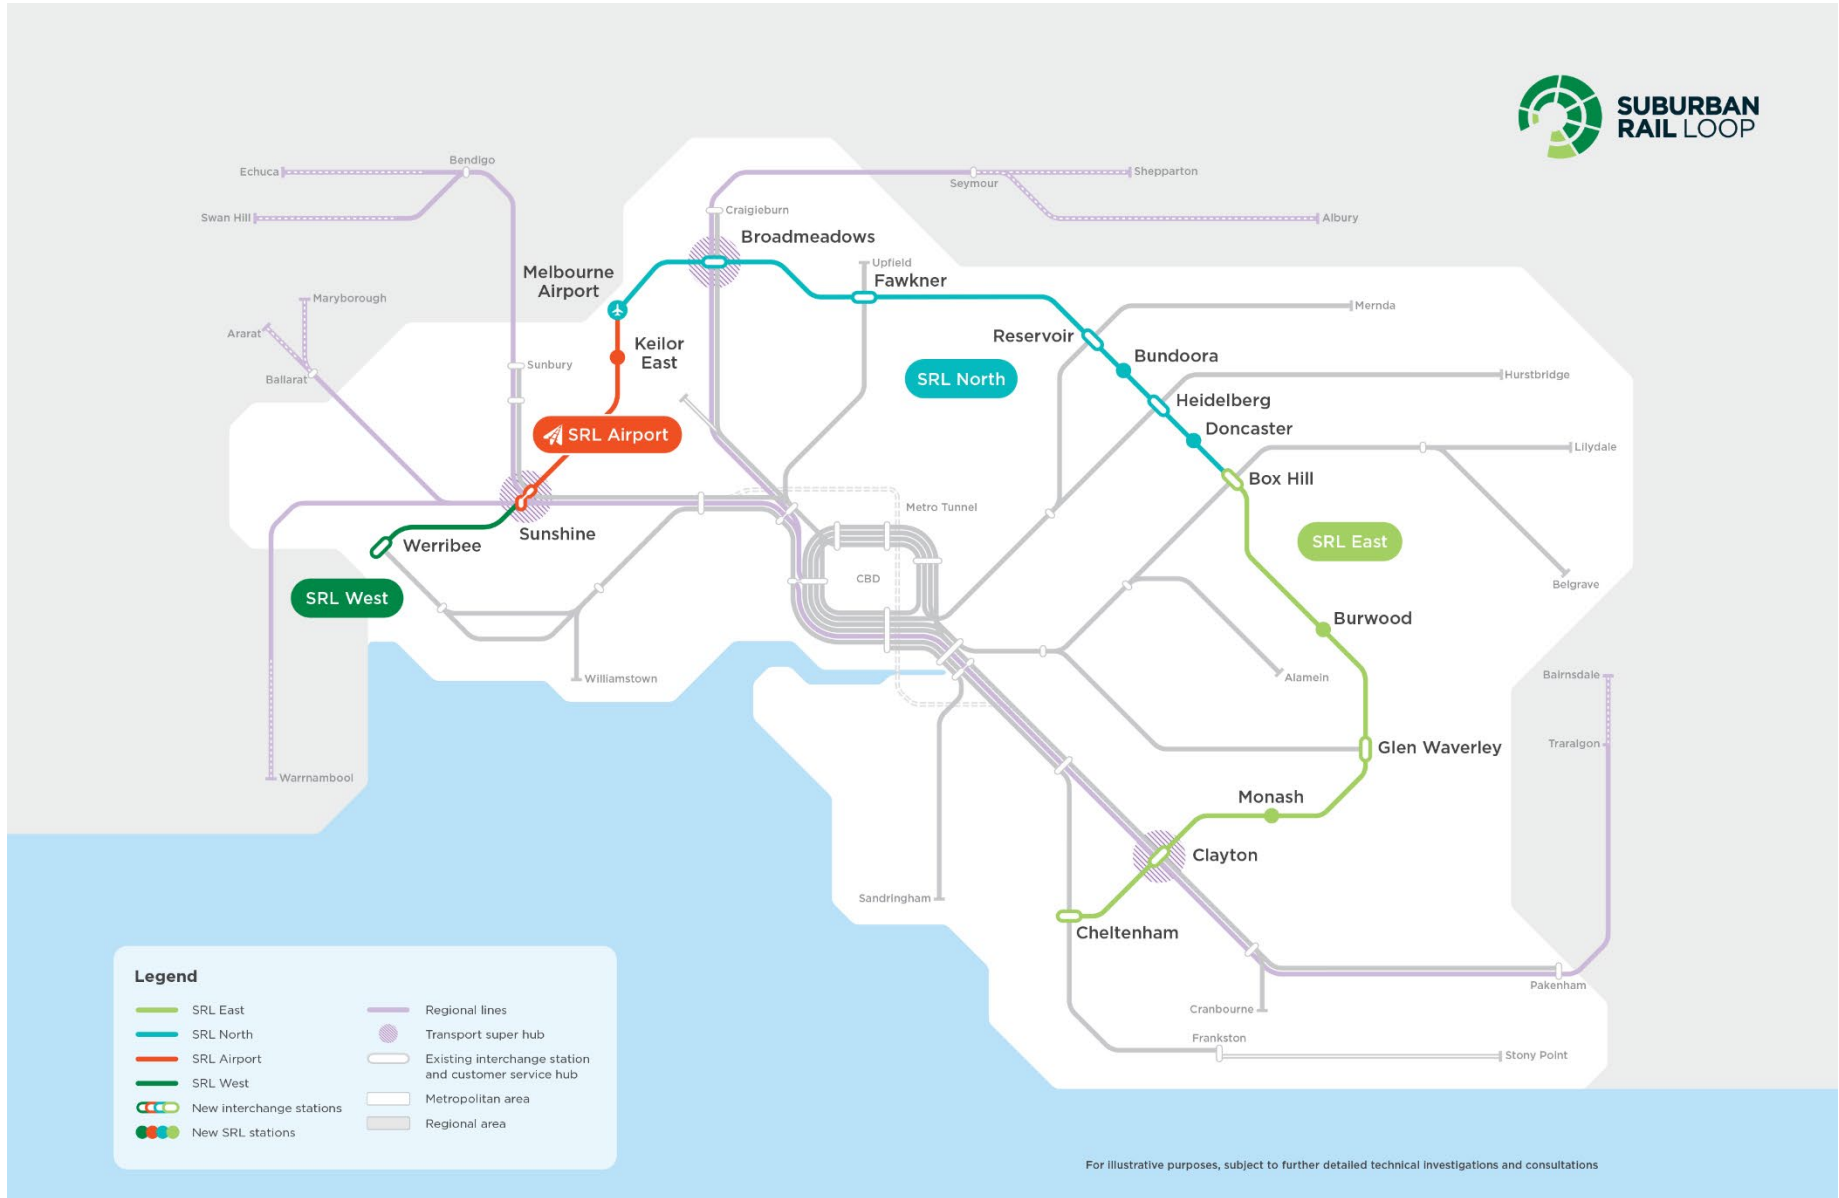 SUBURBAN
RAIL LOOP
Echuca
Bendigo
Swan Hill
Seymour
Shepparton
Albury
Craigieburn
Broadmeadows
Melbourne
Airport
Upfield
Fawkner
Maryborough
Ararat
Ballarat
Sunbury
Keilor
East
Reservoir
Mernda
Bundoora
SRL North
Hurstbridge
Heidelberg
Doncaster
SRL Airport
Lilydale
Box Hill
Metro Tunnel
Sunshine
Werribee
SRL East
CBD
Belgrave
SRL West
Burwood
Williamstown
Alamein
Bairnsdale
Traralgon
Glen Waverley
Warrnambool
Monash
Clayton
Sandringham
Cheltenham
Pakenham
Cranbourne
Frankston
Stony Point
Legend
SRL East
SRL North
SRL Airport
SRL West
New interchange stations
New SRL stations
Regional lines
Transport super hub
Existing interchange station
and customer service hub
Metropolitan area
Regional area
For illustrative purposes, subject to further detailed technical investigations and consultations